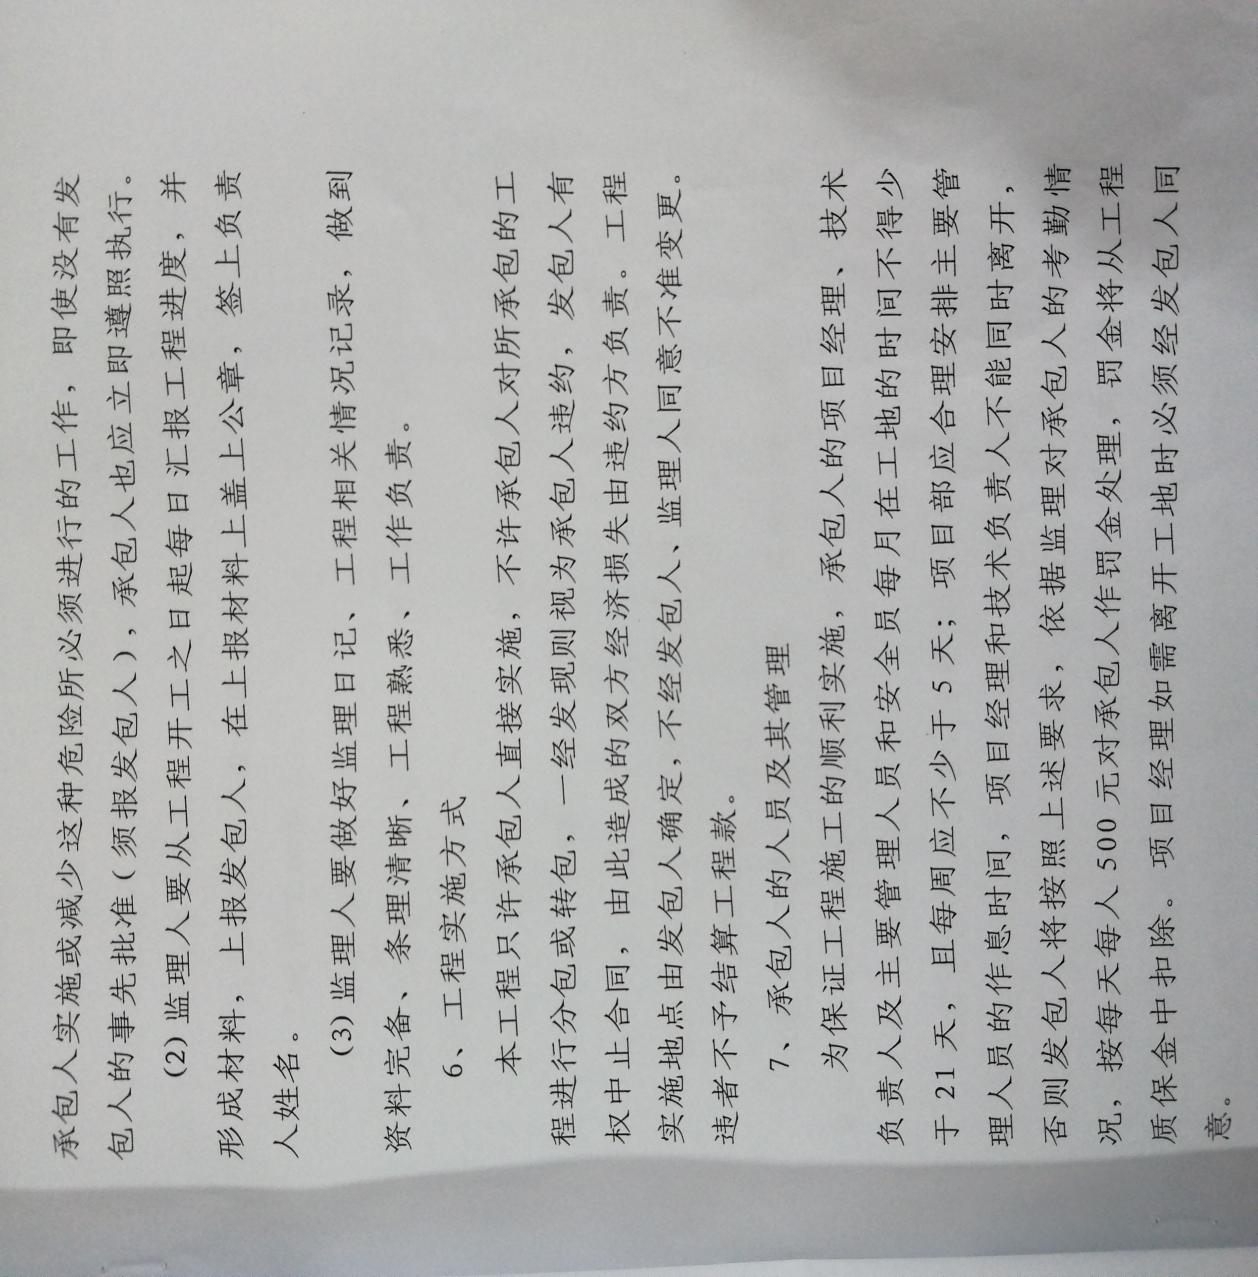 承包人实施或减少这种危险所必须进行的工作，即使没有发
包人的事先批准（须报发包人），承包人也应立即遵照执行。
(2)监理人要从工程开工之日起每日汇报工程进度，并
形成材料，上报发包人，在上报材料上盖上公章，签上负责
人姓名。
(3)监理人要做好监理日记、工程相关情况记录，做到
资料完备、条理清晰、工程熟悉、工作负责。
6、工程实施方式
本工程只许承包人直接实施，不许承包人对所承包的工
程进行分包或转包，一经发现则视为承包人违约，发包人有
权中止合同，由此造成的双方经济损失由违约方负责。工程
实施地点由发包人确定，不经发包人、监理人同意不准变更。
违者不予结算工程款。
7、承包人的人员及其管理
为保证工程施工的顺利实施，承包人的项目经理、技术
负责人及主要管理人员和安全员每月在工地的时间不得少
于 21 天，且每周应不少于 5 天；项目部应合理安排主要管
理人员的作息时间，项目经理和技术负责人不能同时离开，
否则发包人将按照上述要求，依据监理对承包人的考勤情
况，按每天每人 500 元对承包人作罚金处理，罚金将从工程
质保金中扣除。项目经理如需离开工地时必须经发包人同
意。